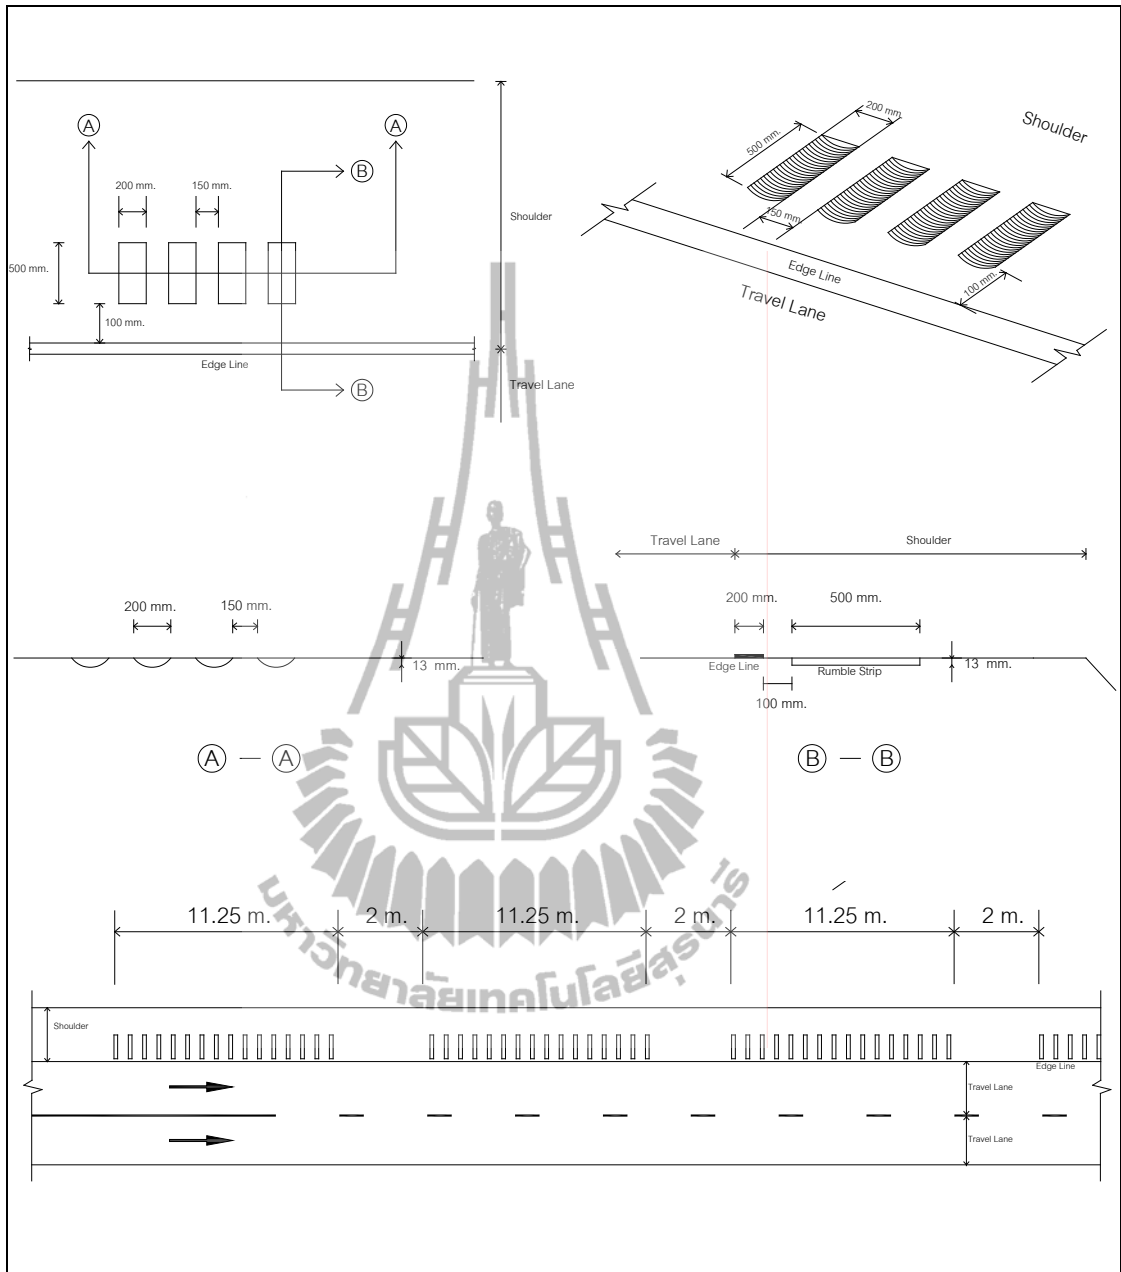 A A
B
200 mm. 150 mm.
500 mm.
100 mm.
Edge Line
B
Shoulder
Travel Lane
200 mm.
500 mm.
Shoulder
150 mm.
Edge Line
100 mm.
Travel Lane
200 mm. 150 mm.
13 mm.
A — A
Travel Lane Shoulder
200 mm. 500 mm.
Edge Line Rumble Strip 13 mm.
100 mm.
B — B
มหาวิทยาลัยเทคโนโลยีสุรนารี
11.25 m. 2 m. 11.25 m. 2 m. 11.25 m. 2 m.
Shoulder
Edge Line
Travel Lane
Travel Lane